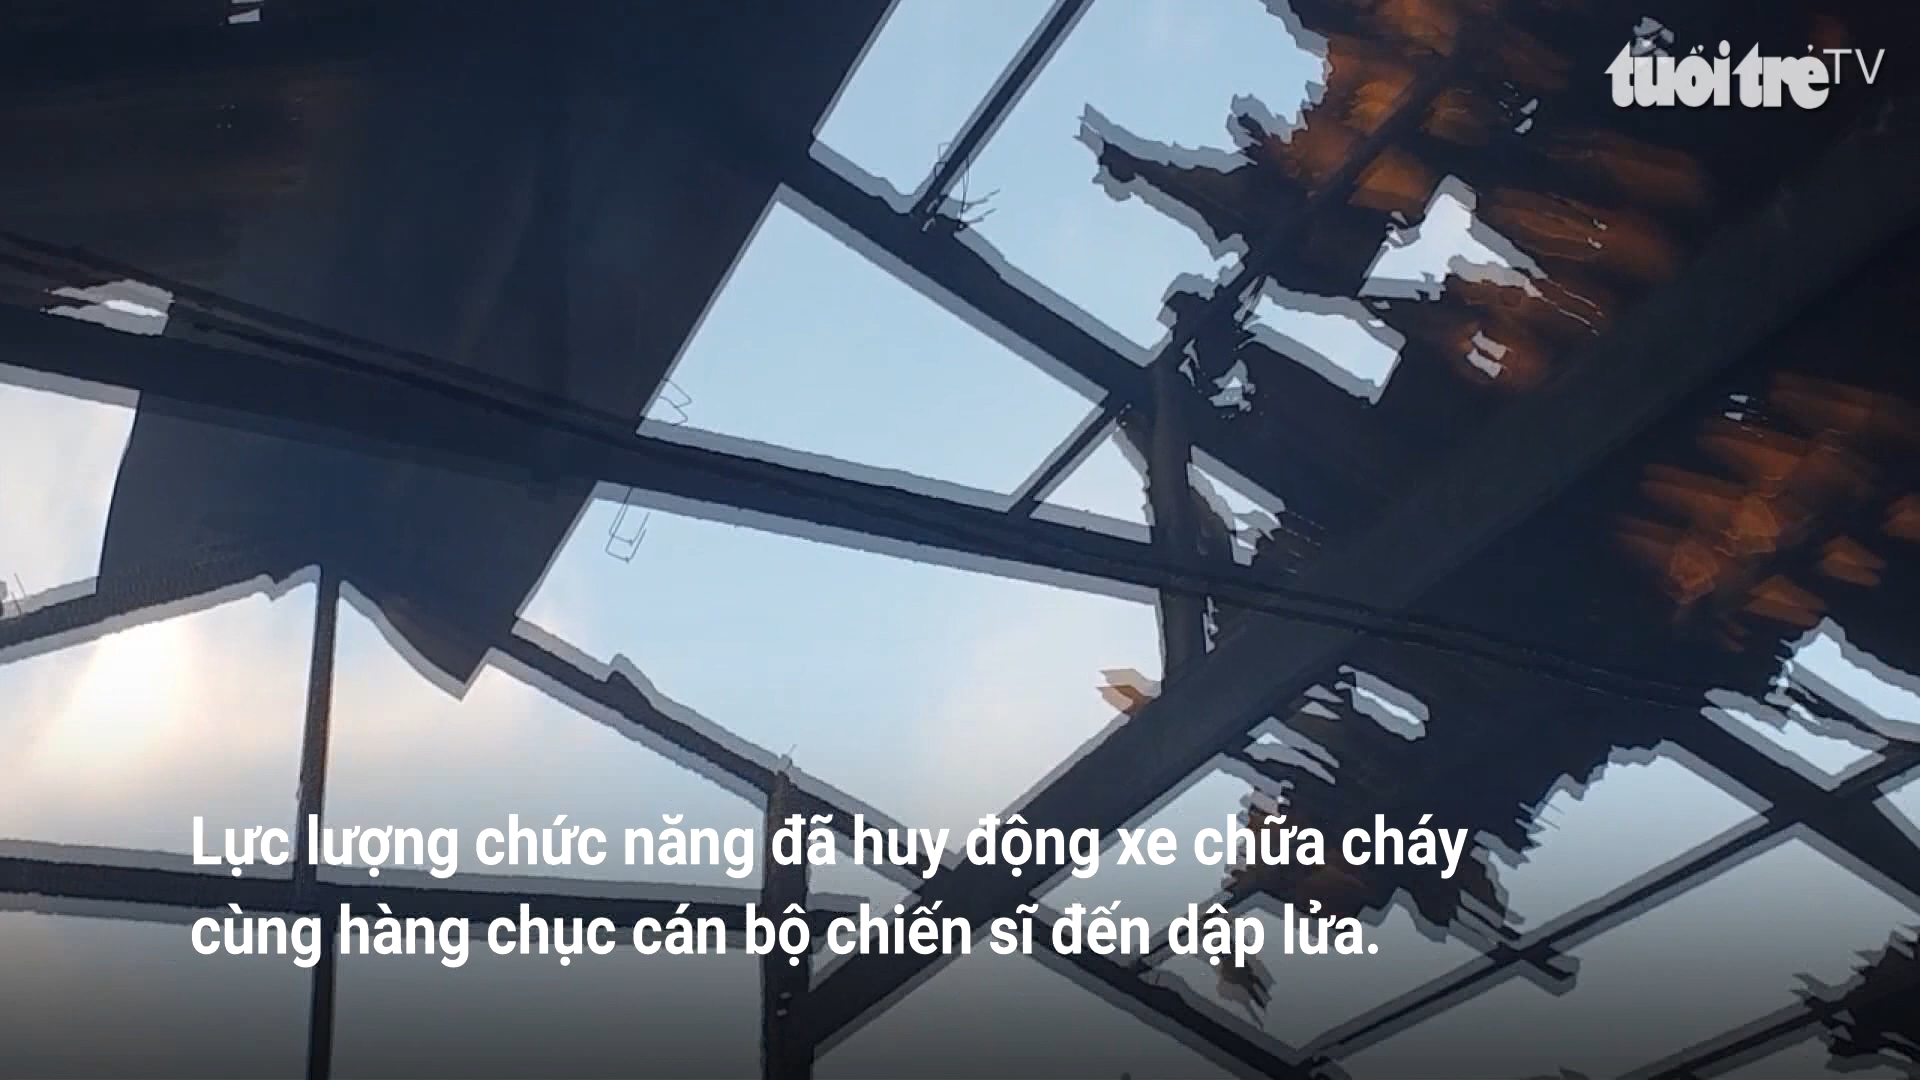 tuổi trẻ TV
Lực lượng chức năng đã huy động xe chữa cháy
cùng hàng chục cán bộ chiến sĩ đến dập lửa.